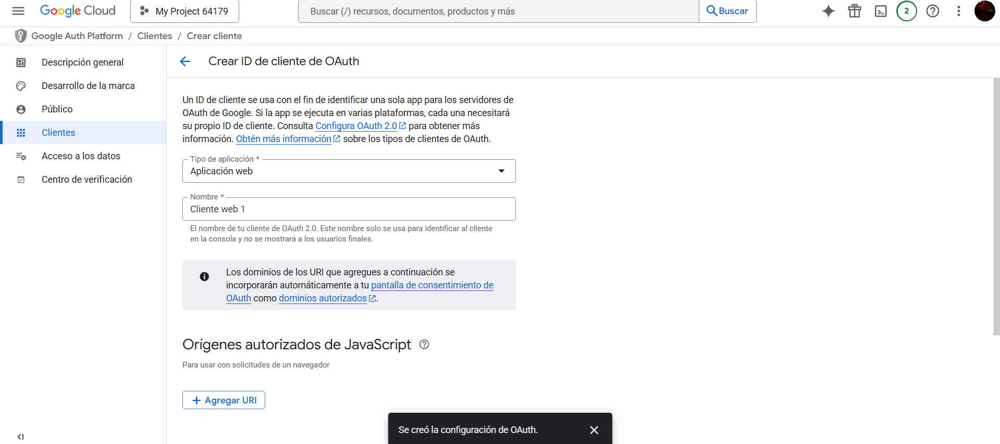 Google Cloud
My Project 64179
Buscar (/) recursos, documentos, productos y más
Buscar
2
Google Auth Platform / Clientes / Crear cliente
Descripción general
Desarrollo de la marca
Público
Clientes
Acceso a los datos
Centro de verificación
Crear ID de cliente de OAuth
Un ID de cliente se usa con el fin de identificar una sola app para los servidores de
OAuth de Google. Si la app se ejecuta en varias plataformas, cada una necesitará
su propio ID de cliente. Consulta Configura OAuth 2.0 para obtener más
información. Obtén más información sobre los tipos de clientes de OAuth.
Tipo de aplicación *
Aplicación web
Nombre *
Cliente web 1
El nombre de tu cliente de OAuth 2.0. Este nombre solo se usa para identificar al cliente
en la consola y no se mostrará a los usuarios finales.
Los dominios de los URI que agregues a continuación se
incorporarán automáticamente a tu pantalla de consentimiento de
OAuth como dominios autorizados.
Orígenes autorizados de JavaScript
Para usar con solicitudes de un navegador
+ Agregar URI
Se creó la configuración de OAuth.